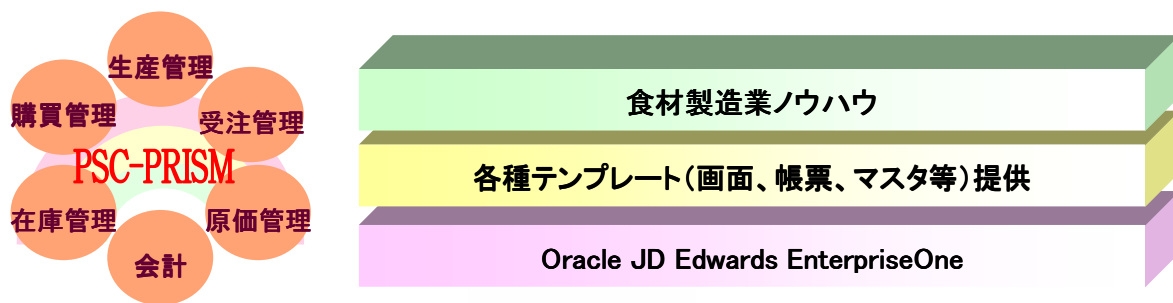 生産管理
購買管理
受注管理
PSC-PRISM
在庫管理
原価管理
会計
食材製造業ノウハウ
各種テンプレート(画面、帳票、マスタ等)提供
Oracle JD Edwards EnterpriseOne